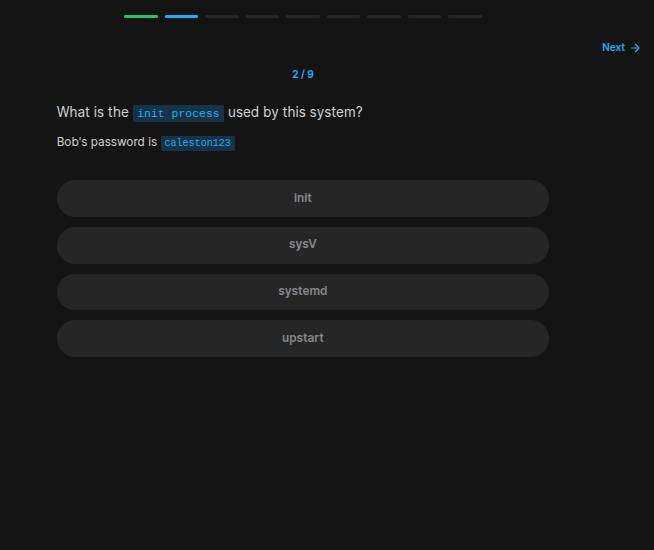 Next →
2 / 9
What is the init process used by this system?
Bob's password is caleston123
init
sysV
systemd
upstart